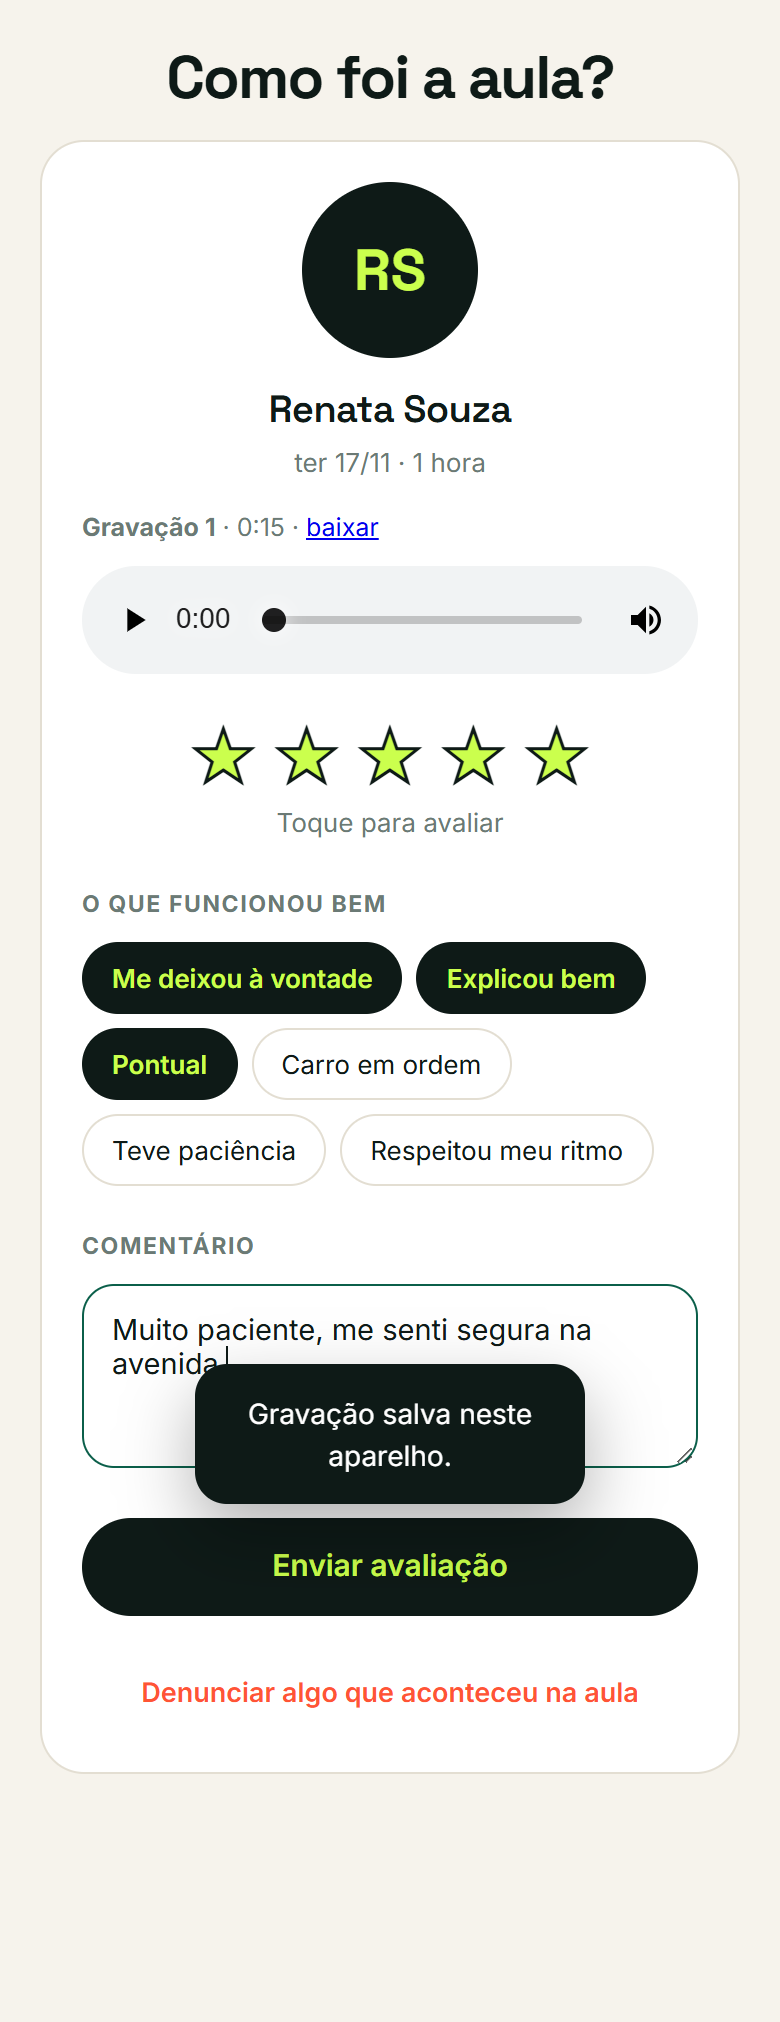 Como foi a aula?
RS
Renata Souza
ter 17/11 · 1 hora
Gravação 1 · 0:15 · baixar
0:00
Toque para avaliar
O QUE FUNCIONOU BEM
Me deixou à vontade
Explicou bem
Pontual
Carro em ordem
Teve paciência
Respeitou meu ritmo
COMENTÁRIO
Muito paciente, me senti segura na
avenida
Gravação salva neste
aparelho.
Enviar avaliação
Denunciar algo que aconteceu na aula